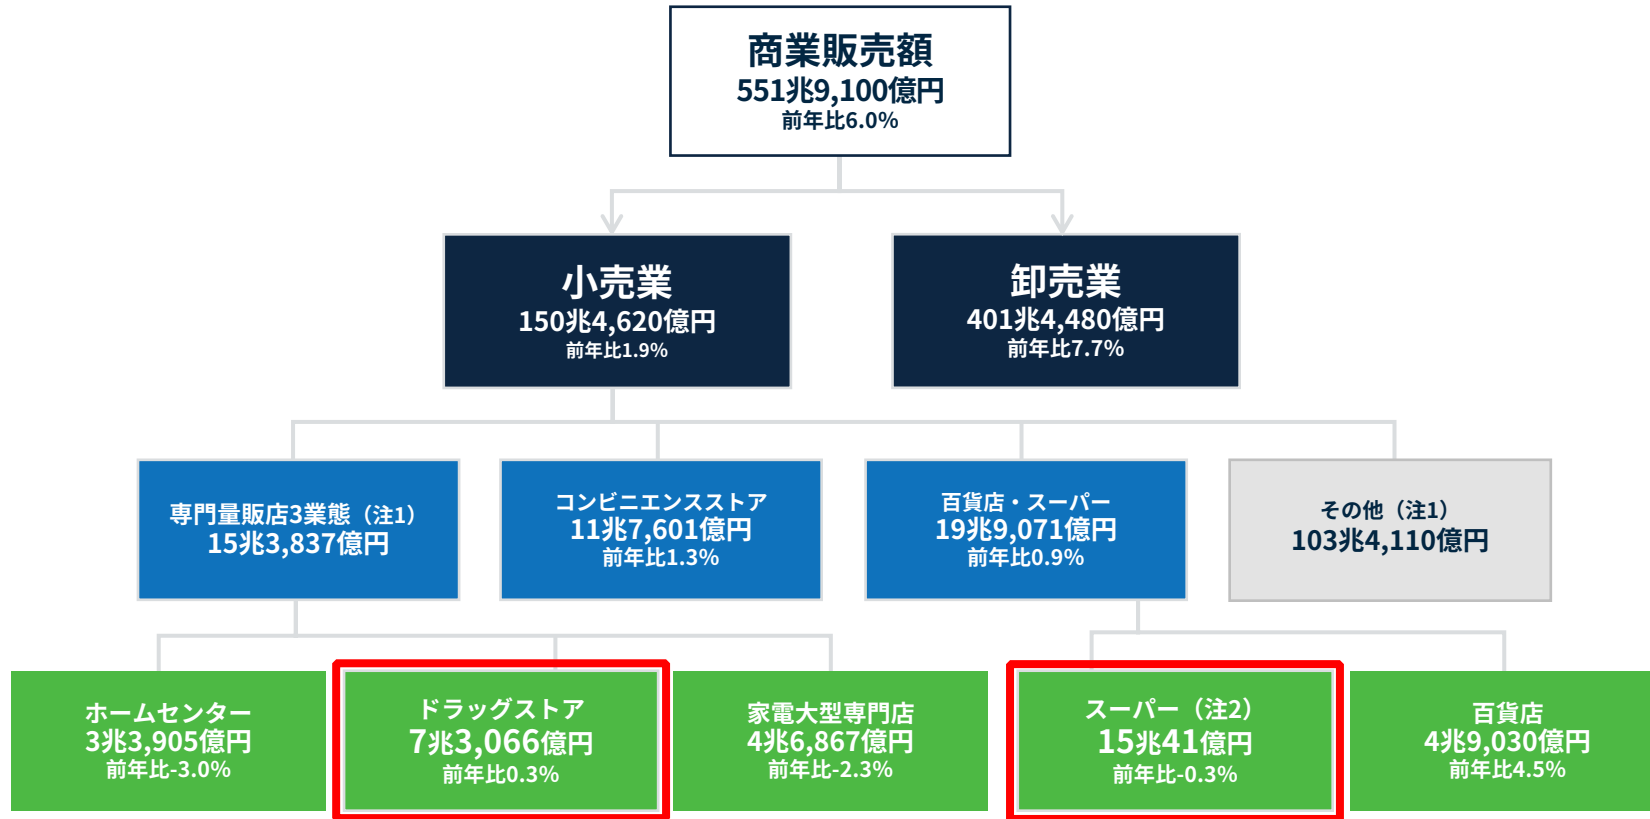 商業販売額
551兆9,100億円
前年比6.0%
小売業
150兆4,620億円
前年比1.9%
卸売業
401兆4,480億円
前年比7.7%
専門量販店3業態（注1）
15兆3,837億円
コンビニエンスストア
11兆7,601億円
前年比1.3%
百貨店・スーパー
19兆9,071億円
前年比0.9%
その他（注1）
103兆4,110億円
ホームセンター
3兆3,905億円
前年比-3.0%
ドラッグストア
7兆3,066億円
前年比0.3%
家電大型専門店
4兆6,867億円
前年比-2.3%
スーパー（注2）
15兆41億円
前年比-0.3%
百貨店
4兆9,030億円
前年比4.5%